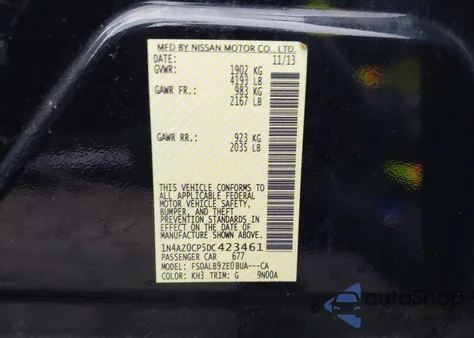 MFD BY NISSAN MOTOR CO., LTD.
DATE: 11/13
GVWR: 1902 KG
4193 LB
GAWR FR.: 983 KG
2167 LB
GAWR RR.: 923 KG
2035 LB
THIS VEHICLE CONFORMS TO
ALL APPLICABLE FEDERAL
MOTOR VEHICLE SAFETY,
BUMPER, AND THEFT
PREVENTION STANDARDS
IN EFFECT ON THE DATE OF
MANUFACTURE SHOWN ABOVE.
1N4AZ0CP5DC423461
PASSENGER CAR 677
MODEL: FSDALB9ZE0BUA---CA
COLOR: KH3 TRIM: G 9N00A
autoSnap